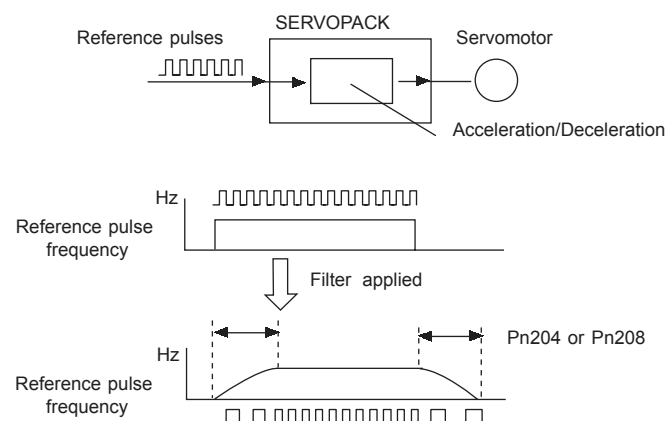 SERVOPACK
Reference pulses
Servomotor
Acceleration/Deceleration
Hz
Reference pulse
frequency
Filter applied
Pn204 or Pn208
Hz
Reference pulse
frequency